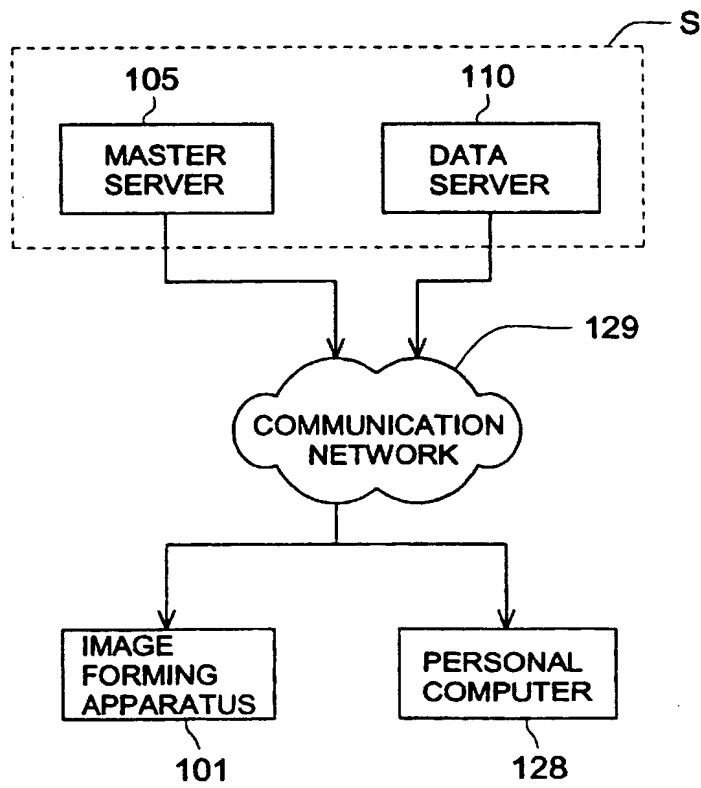 S
105
110
MASTER
SERVER
DATA
SERVER
129
COMMUNICATION
NETWORK
IMAGE
FORMING
APPARATUS
PERSONAL
COMPUTER
101
128